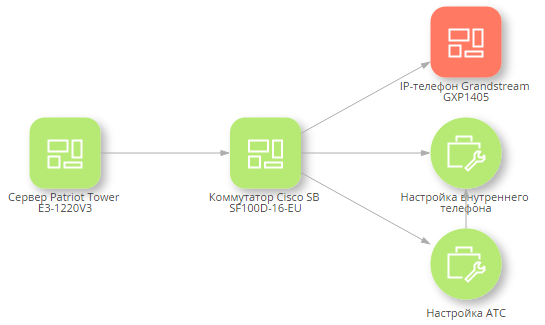 IP-телефон Grandstream
GXP1405
Сервер Patriot Tower
E3-1220V3
Коммутатор Cisco SB
SF100D-16-EU
Настройка внутреннего
телефона
Настройка АТС